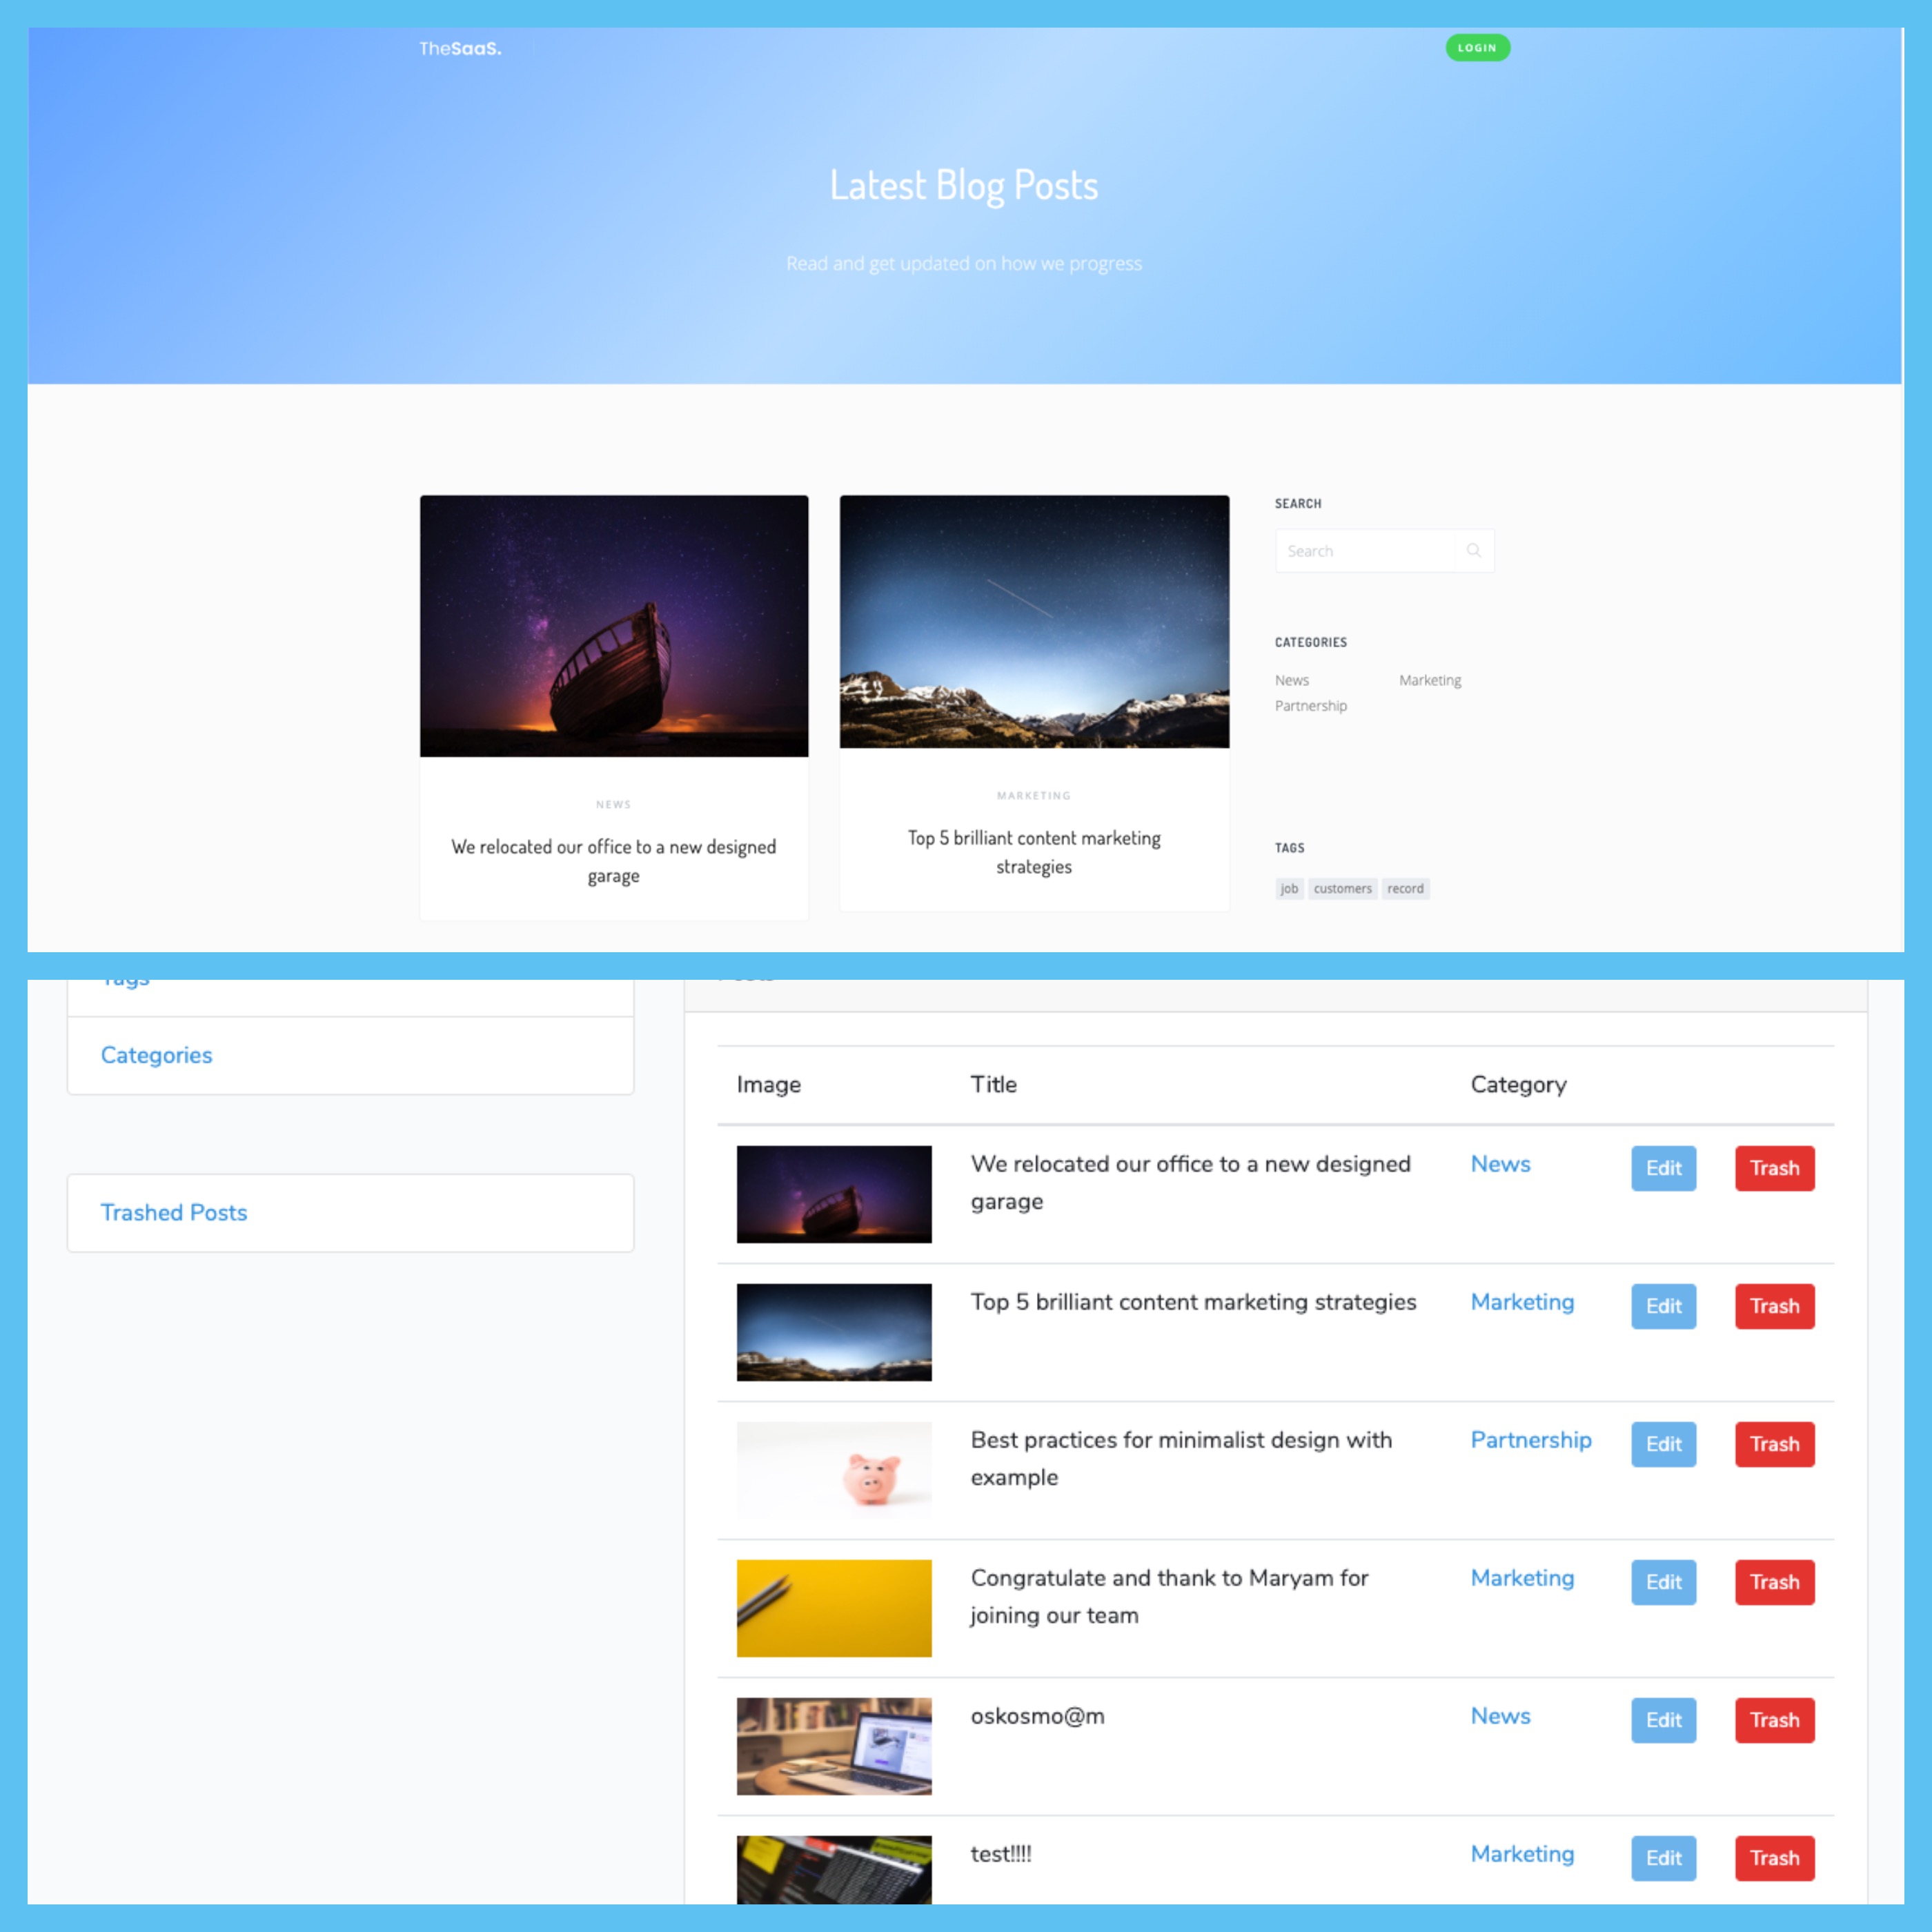 TheSaaS.
LOGIN
Latest Blog Posts
Read and get updated on how we progress
NEWS
We relocated our office to a new designed
garage
MARKETING
Top 5 brilliant content marketing
strategies
SEARCH
Search
CATEGORIES
News
Marketing
Partnership
TAGS
job
customers
record
Tags
Categories
Trashed Posts
Posts
Image
Title
Category
We relocated our office to a new designed
garage
News
Edit
Trash
Top 5 brilliant content marketing strategies
Marketing
Edit
Trash
Best practices for minimalist design with
example
Partnership
Edit
Trash
Congratulate and thank to Maryam for
joining our team
Marketing
Edit
Trash
oskosmo@m
News
Edit
Trash
test!!!!
Marketing
Edit
Trash